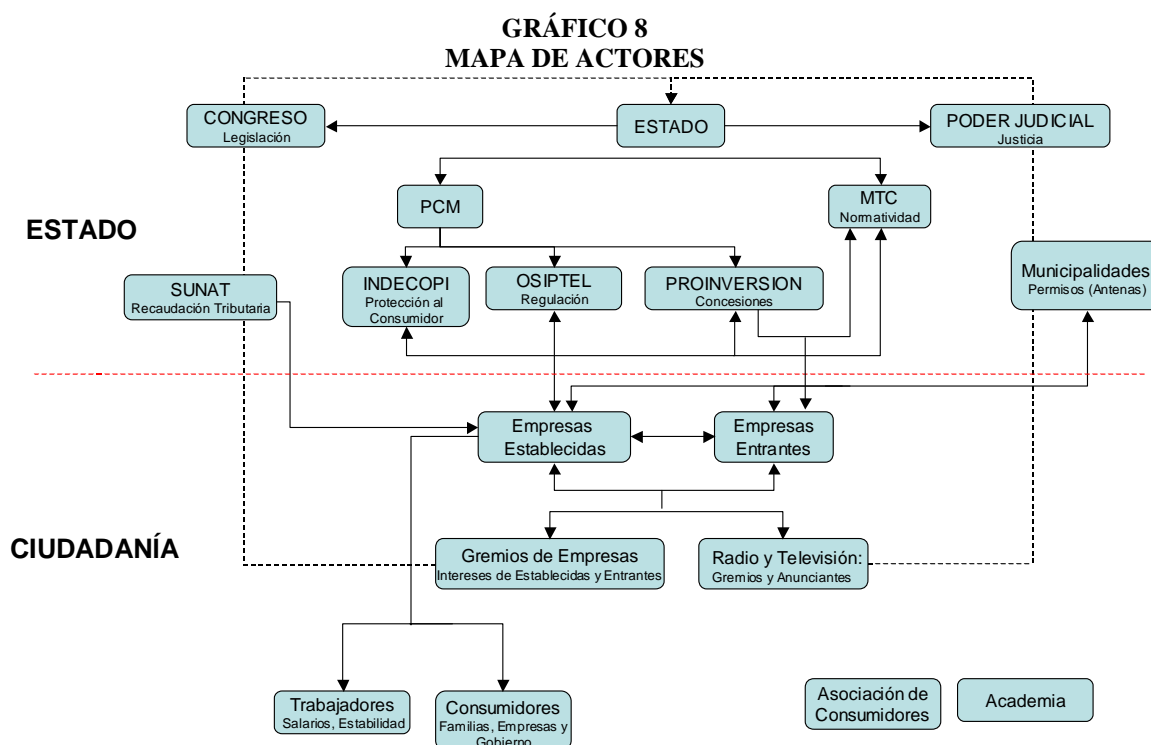 GRÁFICO 8
MAPA DE ACTORES
CONGRESO
Legislación
ESTADO
PODER JUDICIAL
Justicia
PCM
MTC
Normatividad
ESTADO
SUNAT
Recaudación Tributaria
INDECOPI
Protección al
Consumidor
OSIPTEL
Regulación
PROINVERSION
Concesiones
Municipalidades
Permisos (Antenas)
Empresas
Establecidas
Empresas
Entrantes
CIUDADANÍA
Gremios de Empresas
Intereses de Establecidas y Entrantes
Radio y Televisión:
Gremios y Anunciantes
Trabajadores
Salarios, Estabilidad
Consumidores
Familias, Empresas y
Gobierno
Asociación de
Consumidores
Academia